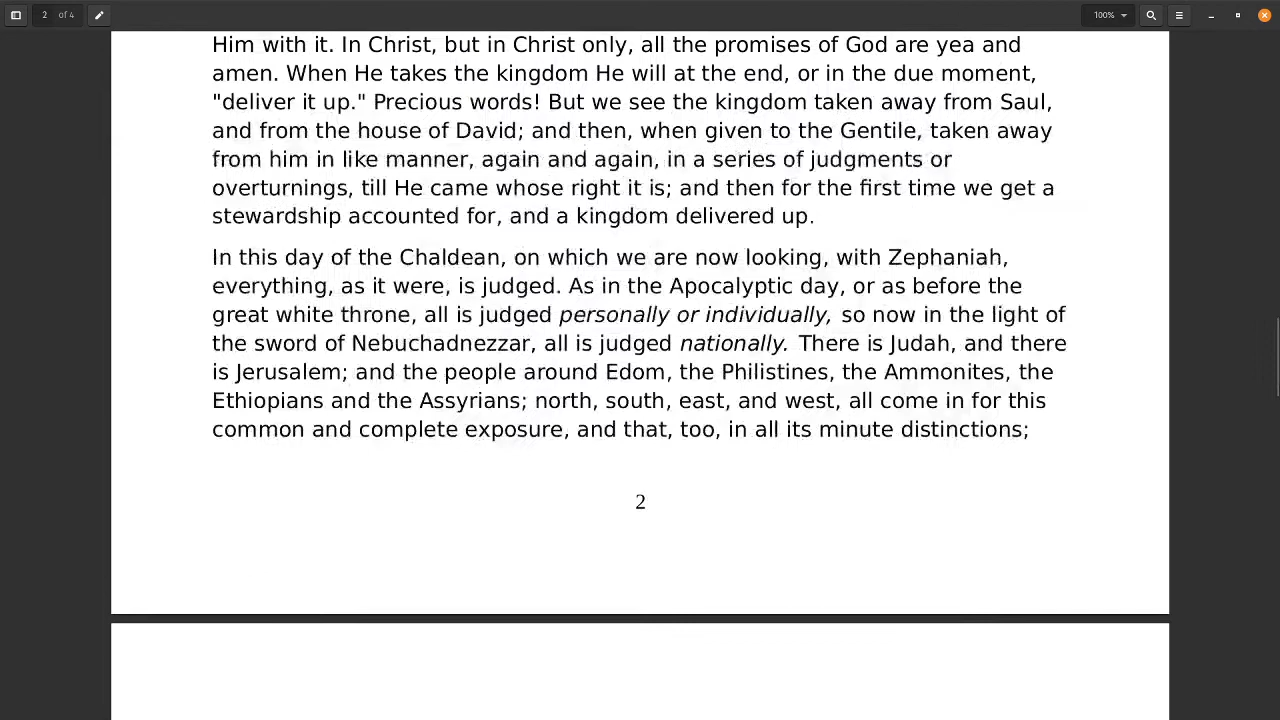 2 of 4
100%
Him with it. In Christ, but in Christ only, all the promises of God are yea and
amen. When He takes the kingdom He will at the end, or in the due moment,
"deliver it up." Precious words! But we see the kingdom taken away from Saul,
and from the house of David; and then, when given to the Gentile, taken away
from him in like manner, again and again, in a series of judgments or
overturnings, till He came whose right it is; and then for the first time we get a
stewardship accounted for, and a kingdom delivered up.
In this day of the Chaldean, on which we are now looking, with Zephaniah,
everything, as it were, is judged. As in the Apocalyptic day, or as before the
great white throne, all is judged personally or individually, so now in the light of
the sword of Nebuchadnezzar, all is judged nationally. There is Judah, and there
is Jerusalem; and the people around Edom, the Philistines, the Ammonites, the
Ethiopians and the Assyrians; north, south, east, and west, all come in for this
common and complete exposure, and that, too, in all its minute distinctions;
2